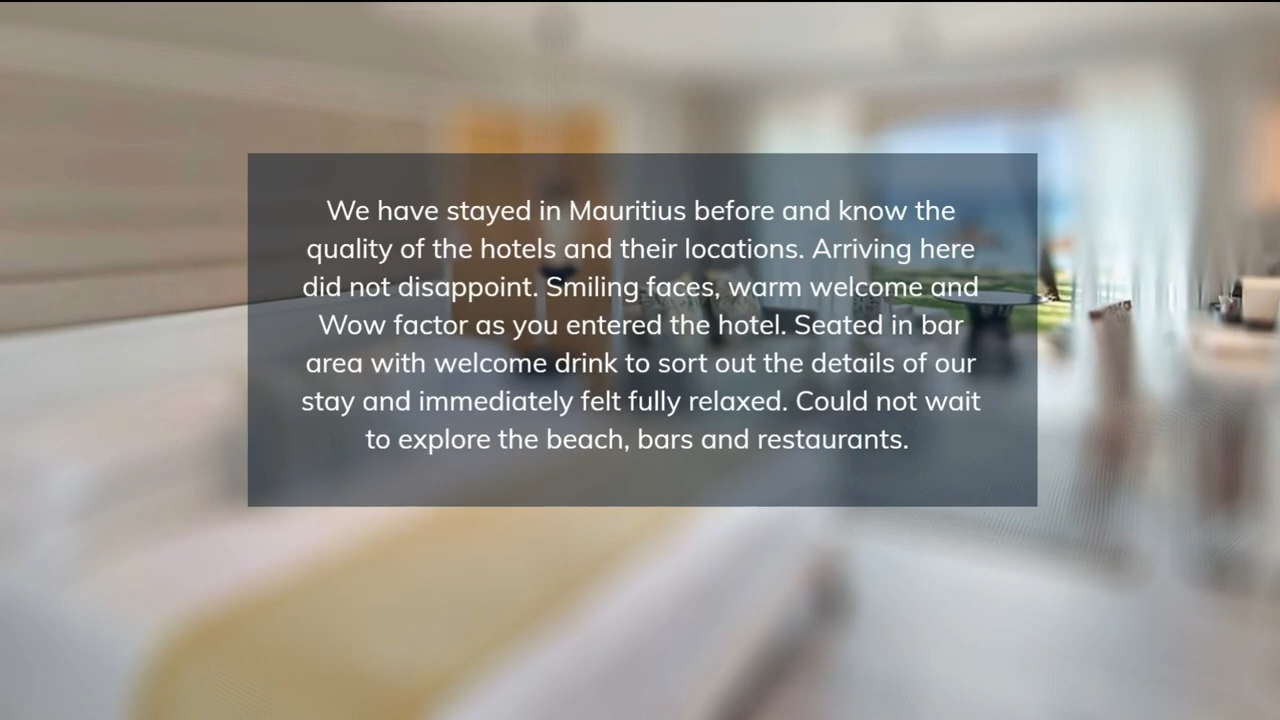 We have stayed in Mauritius before and know the
quality of the hotels and their locations. Arriving here
did not disappoint. Smiling faces, warm welcome and
Wow factor as you entered the hotel. Seated in bar
area with welcome drink to sort out the details of our
stay and immediately felt fully relaxed. Could not wait
to explore the beach, bars and restaurants.